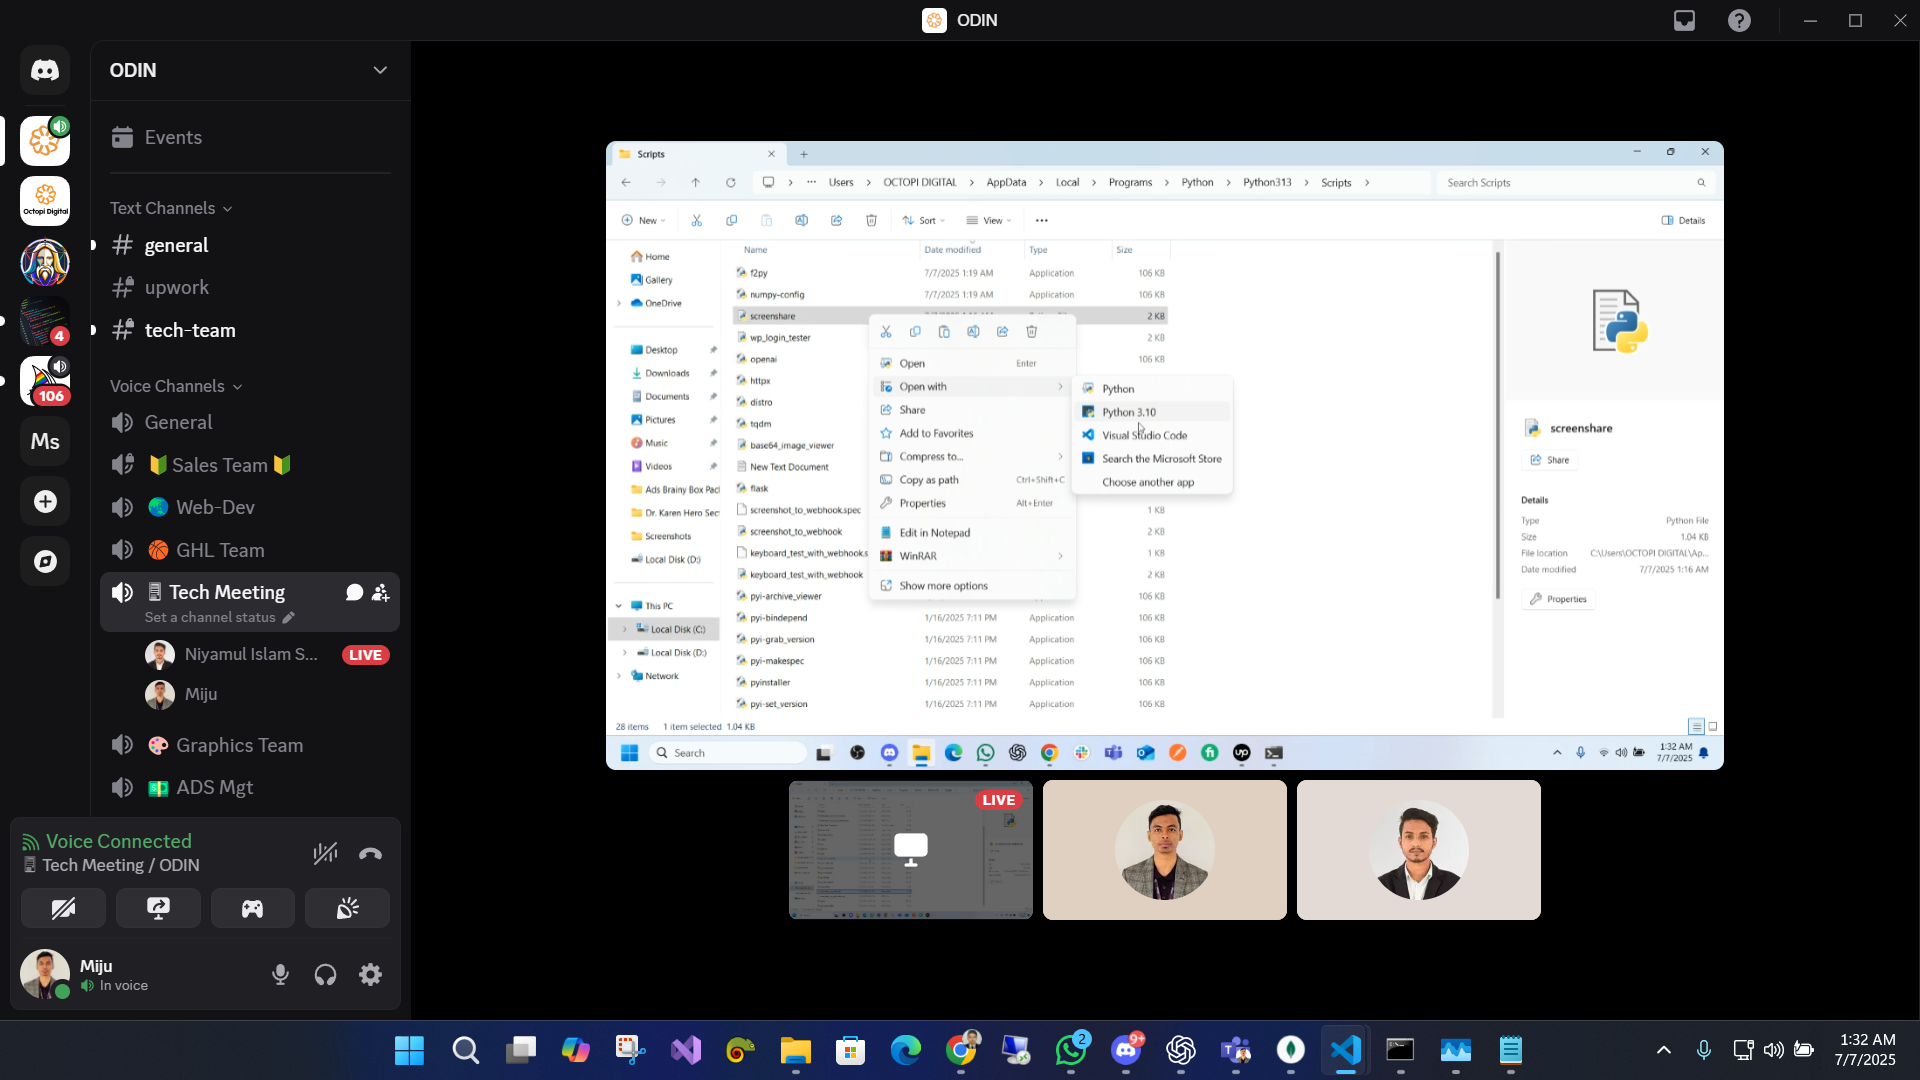 ODIN
ODIN
Events
Text Channels
general
upwork
tech-team
Voice Channels
General
Sales Team
Web-Dev
GHL Team
Tech Meeting
Set a channel status
Niyamul Islam S...
LIVE
Miju
Graphics Team
ADS Mgt
Voice Connected
Tech Meeting / ODIN
Miju
In voice
Octopi Digital
4
106
Ms
Scripts
Users > OCTOPI DIGITAL > AppData > Local > Programs > Python > Python313 > Scripts >
Search Scripts
New
Sort
View
Details
Home
Gallery
OneDrive
Desktop
Downloads
Documents
Pictures
Music
Videos
Ads Brainy Box Pac
Dr. Karen Hero Sec
Screenshots
Local Disk (D:)
This PC
Local Disk (C:)
Local Disk (D:)
Network
Name Date modified Type Size
f2py 7/7/2025 1:19 AM Application 106 KB
numpy-config 7/7/2025 1:19 AM Application 106 KB
screenshare 2 KB
wp_login_tester 2 KB
openai 106 KB
httpx
distro
tqdm
base64_image_viewer
New Text Document
flask
screenshot_to_webhook.spec 1 KB
screenshot_to_webhook 2 KB
keyboard_test_with_webhook.s 1 KB
keyboard_test_with_webhook 2 KB
pyi-archive_viewer 106 KB
pyi-bindepend 1/16/2025 7:11 PM Application 106 KB
pyi-grab_version 1/16/2025 7:11 PM Application 106 KB
pyi-makespec 1/16/2025 7:11 PM Application 106 KB
pyinstaller 1/16/2025 7:11 PM Application 106 KB
pyi-set_version 1/16/2025 7:11 PM Application 106 KB
Open Enter
Open with
Share
Add to Favorites
Compress to...
Copy as path Ctrl+Shift+C
Properties Alt+Enter
Edit in Notepad
WinRAR
Show more options
Python
Python 3.10
Visual Studio Code
Search the Microsoft Store
Choose another app
screenshare
Share
Details
Type Python File
Size 1.04 KB
File location C:\Users\OCTOPI DIGITAL\Ap...
Date modified 7/7/2025 1:16 AM
Properties
28 items 1 item selected 1.04 KB
Search
1:32 AM
7/7/2025
LIVE
2
9+
1:32 AM
7/7/2025